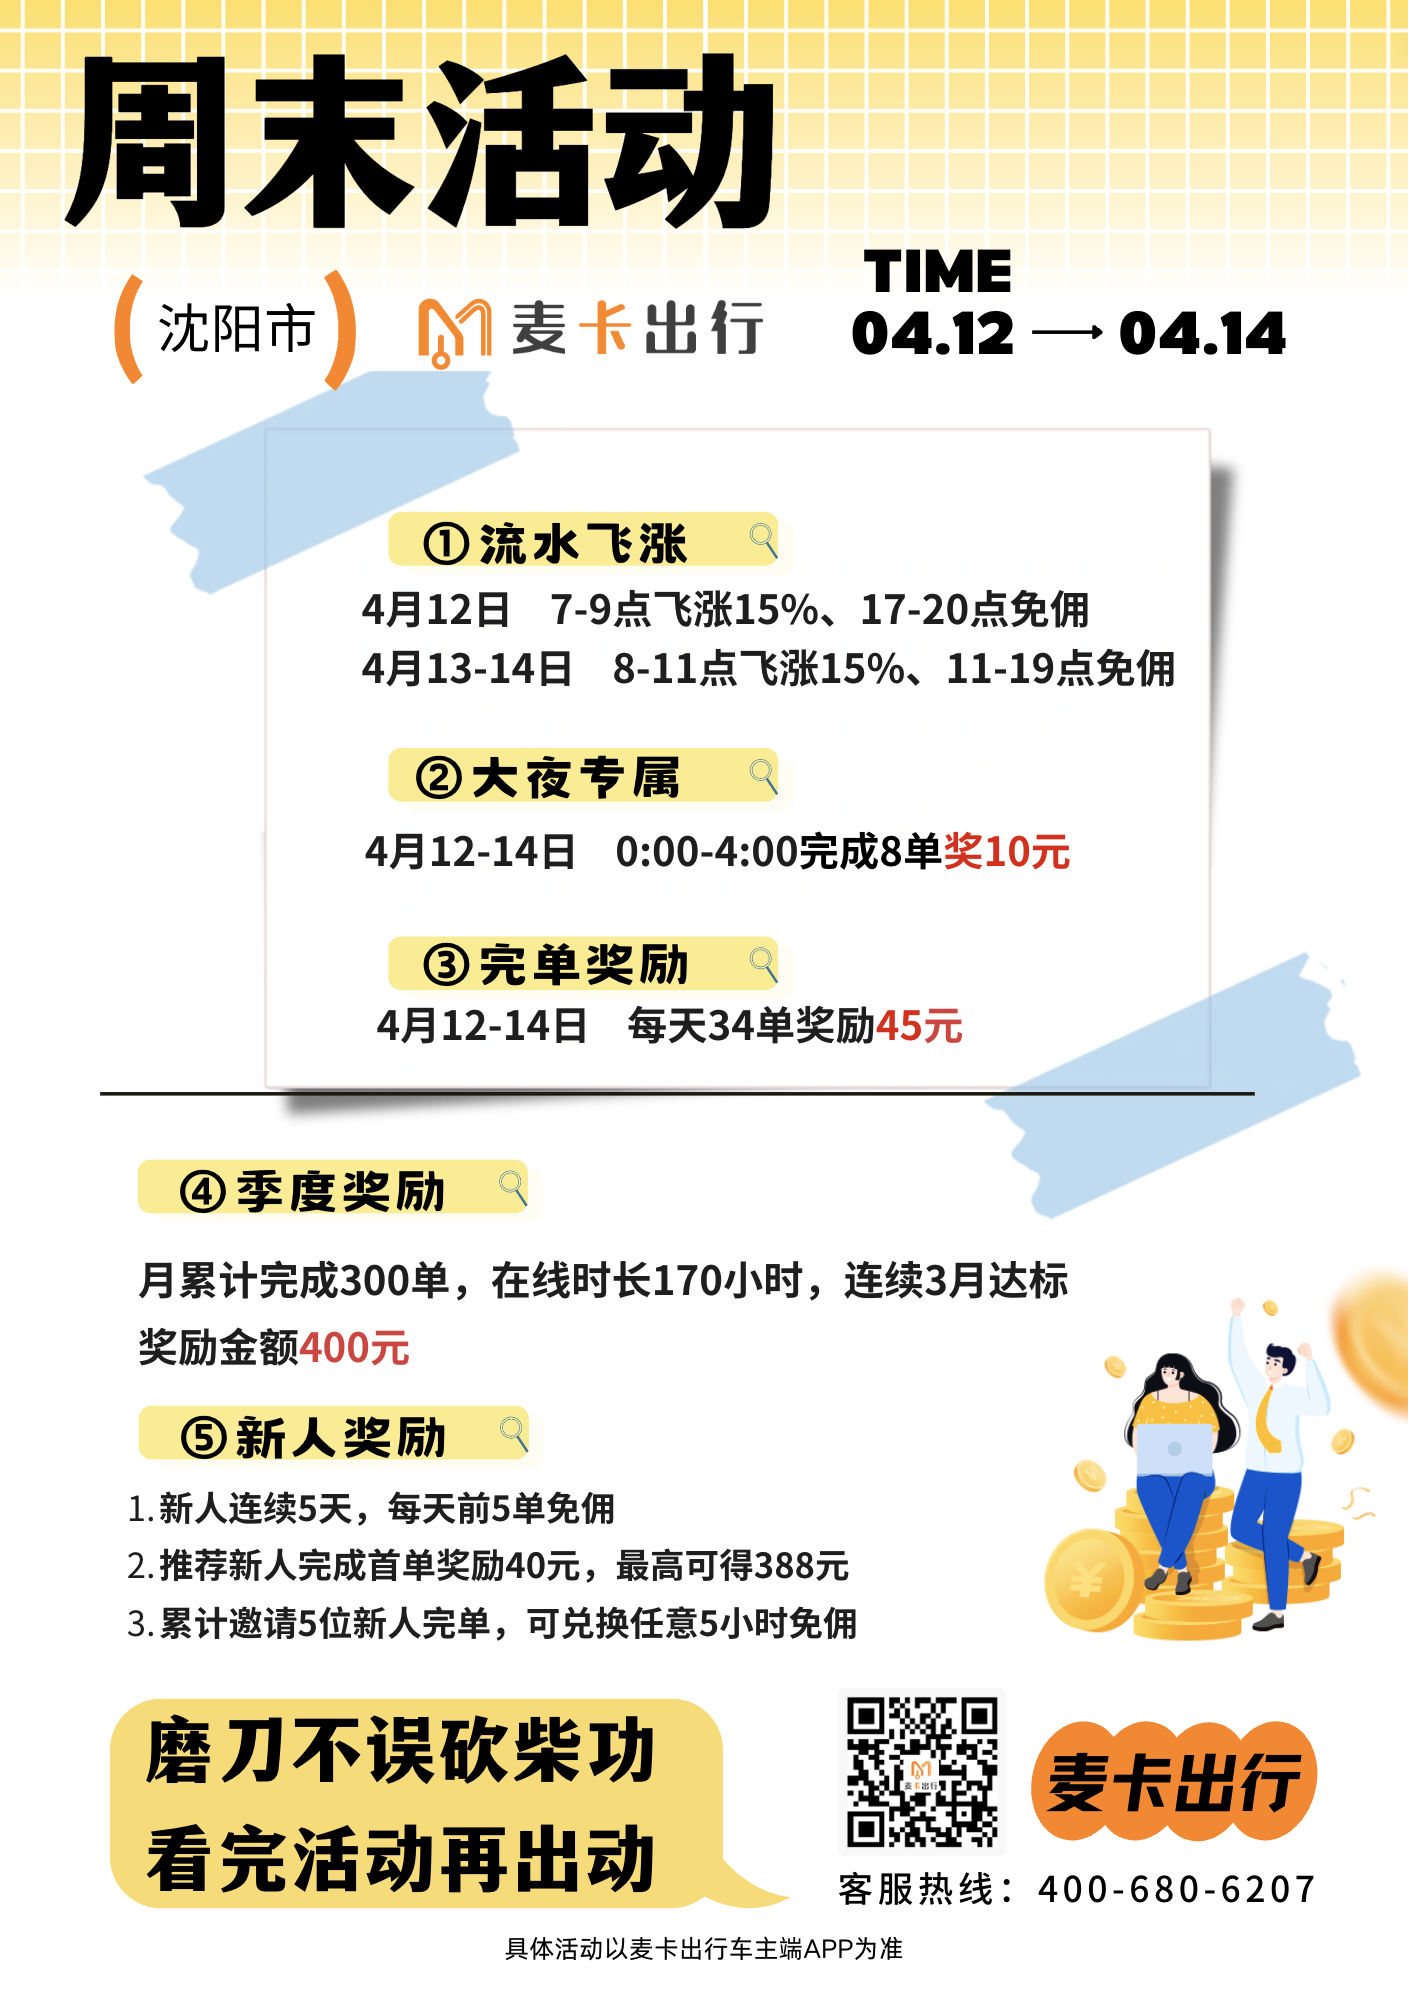 周末活动
沈阳市
麦卡出行
TIME
04.12 → 04.14
①流水飞涨
4月12日 7-9点飞涨15%、17-20点免佣
4月13-14日 8-11点飞涨15%、11-19点免佣
②大夜专属
4月12-14日 0:00-4:00完成8单奖10元
③完单奖励
4月12-14日 每天34单奖励45元
④季度奖励
月累计完成300单，在线时长170小时，连续3月达标
奖励金额400元
⑤新人奖励
1.新人连续5天，每天前5单免佣
2.推荐新人完成首单奖励40元，最高可得388元
3.累计邀请5位新人完单，可兑换任意5小时免佣
磨刀不误砍柴功
看完活动再出动
麦卡出行
麦卡出行
客服热线：400-680-6207
具体活动以麦卡出行车主端APP为准